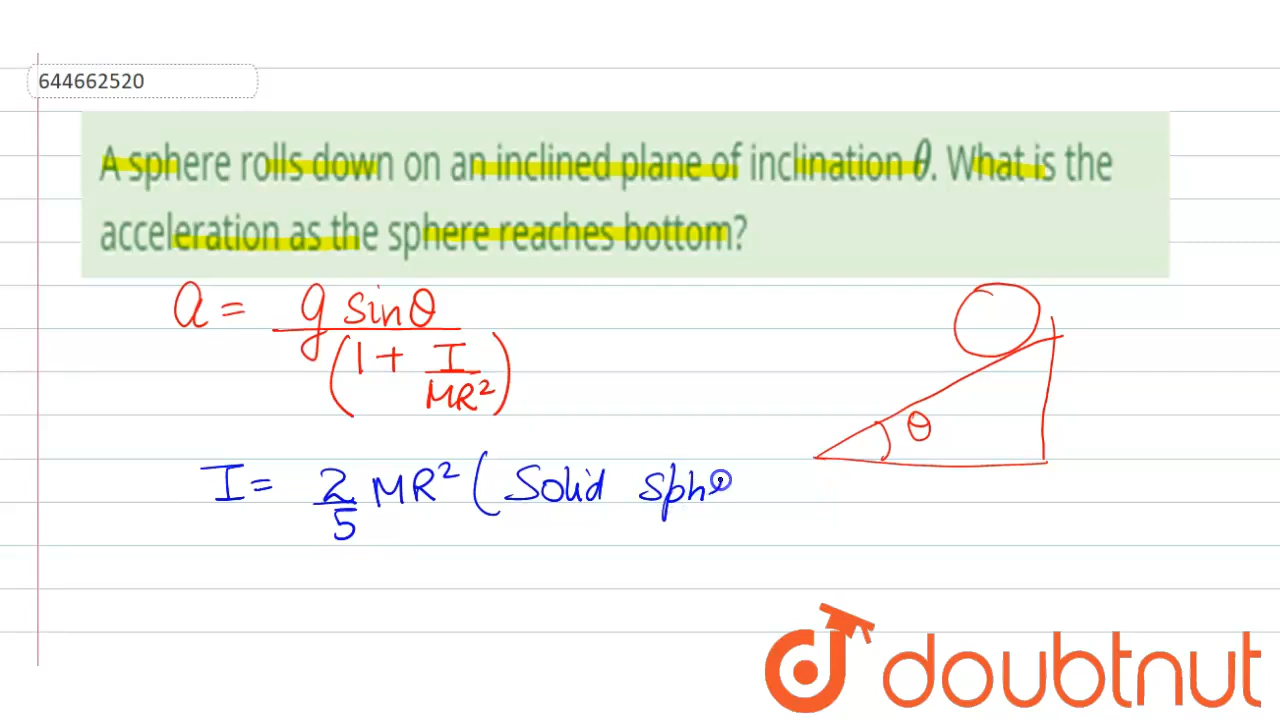 644662520
A sphere rolls down on an inclined plane of inclination θ. What is the
acceleration as the sphere reaches bottom?
a = g sinθ
(1 + I
MR²)
θ
I = 2/5 MR² ( Solid Sphe
doubtnut